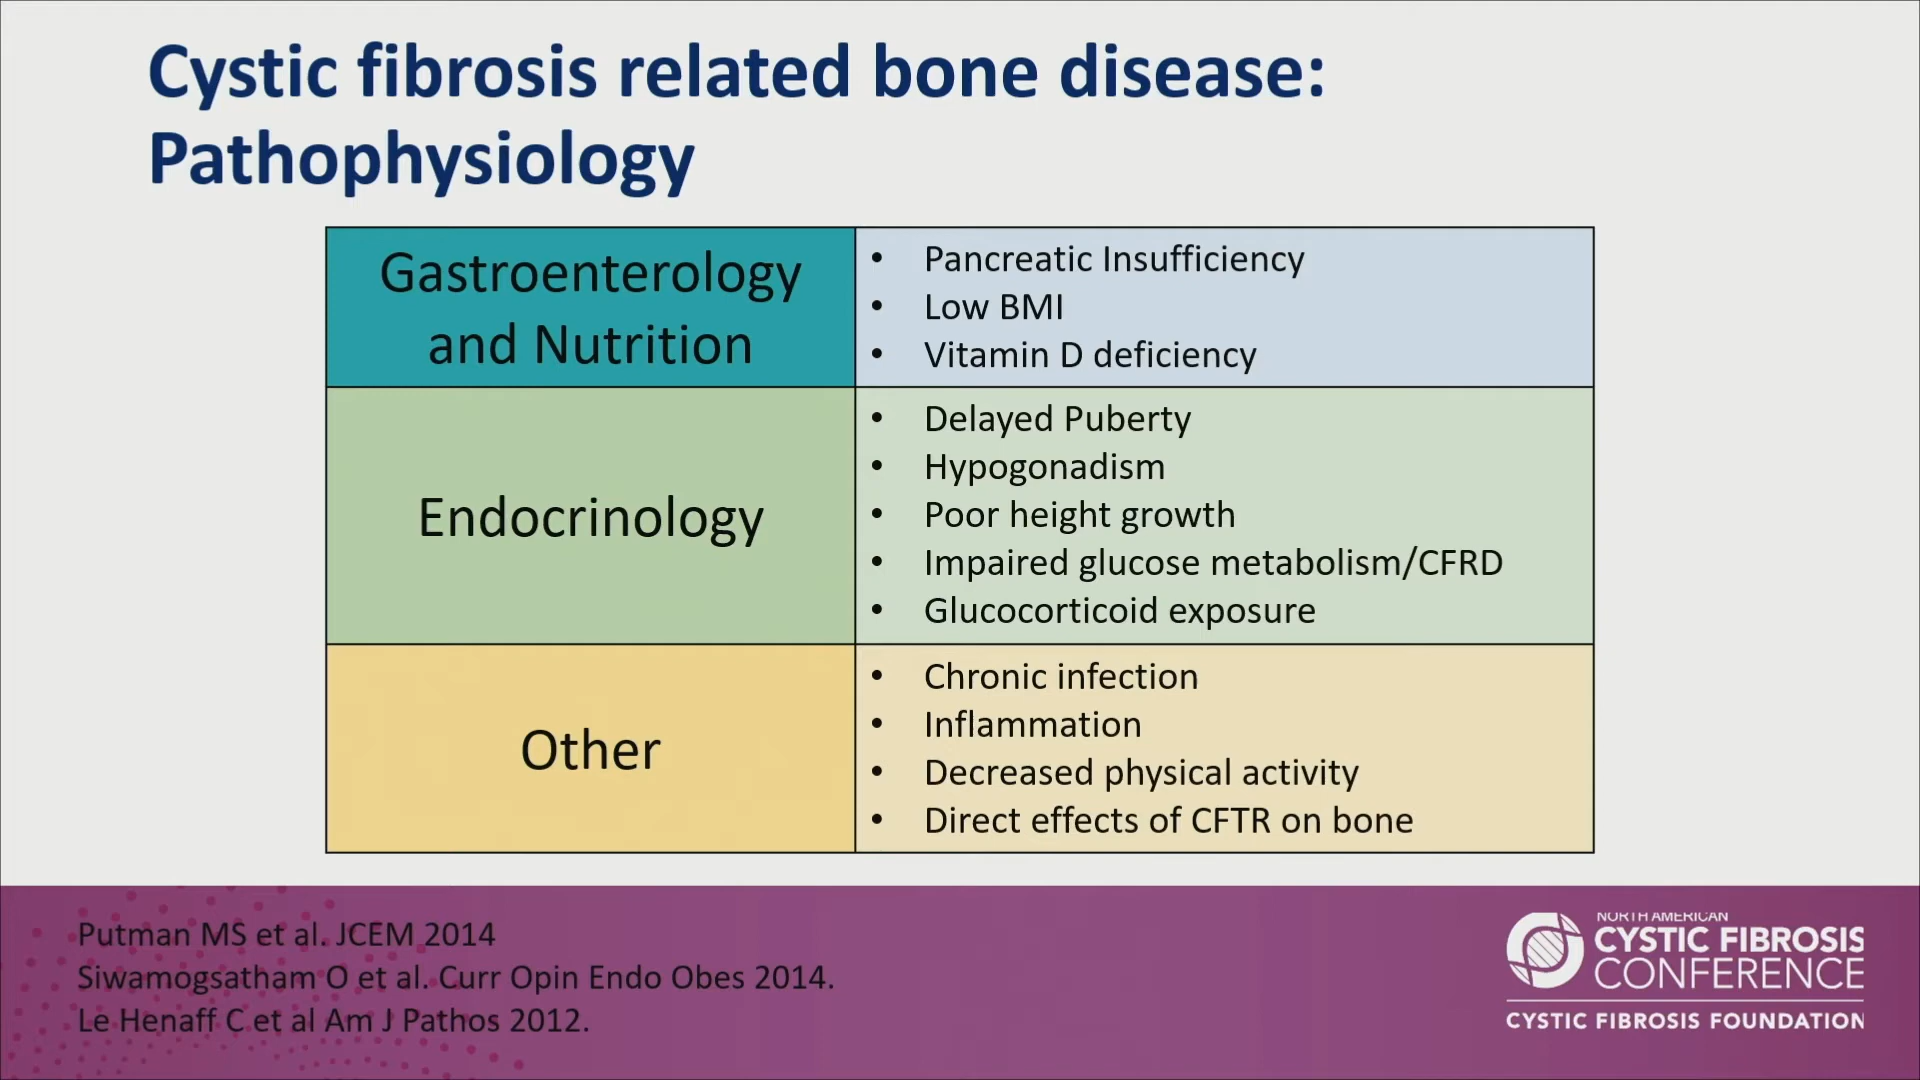 Cystic fibrosis related bone disease:
Pathophysiology
Gastroenterology
and Nutrition
• Pancreatic Insufficiency
• Low BMI
• Vitamin D deficiency
Endocrinology
• Delayed Puberty
• Hypogonadism
• Poor height growth
• Impaired glucose metabolism/CFRD
• Glucocorticoid exposure
Other
• Chronic infection
• Inflammation
• Decreased physical activity
• Direct effects of CFTR on bone
Putman MS et al. JCEM 2014
Siwamogsatham O et al. Curr Opin Endo Obes 2014.
Le Henaff C et al Am J Pathos 2012.
NORTH AMERICAN
CYSTIC FIBROSIS
CONFERENCE
CYSTIC FIBROSIS FOUNDATION